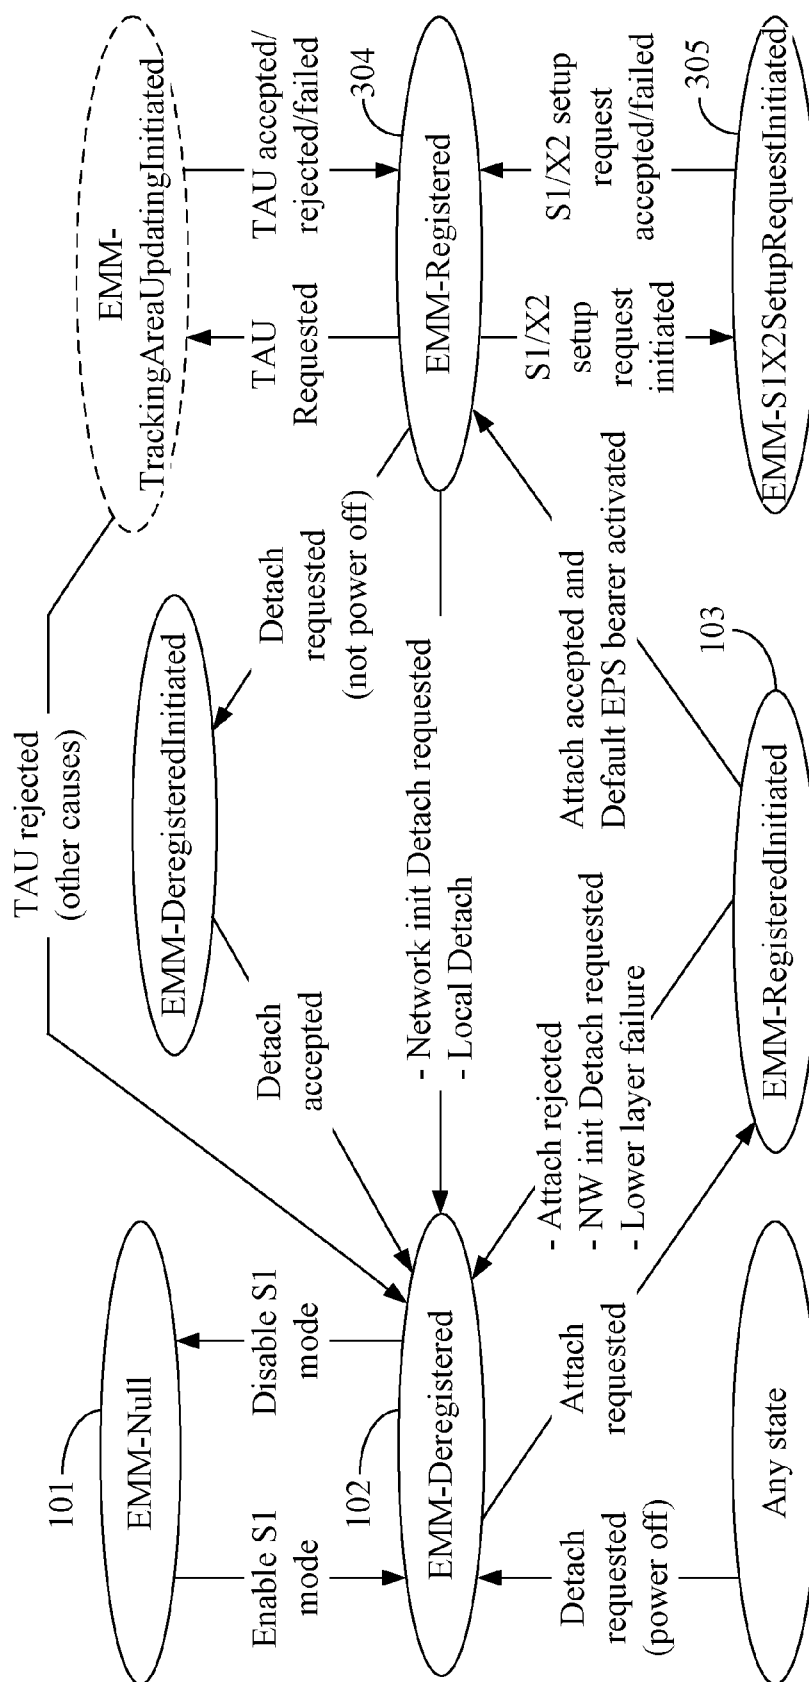 TAU rejected
(other causes)
101
EMM-Null
EMM-DeregisteredInitiated
EMM-
TrackingAreaUpdatingInitiated
Enable S1
mode
Disable S1
mode
Detach
accepted
Detach
requested
(not power off)
TAU
Requested
TAU accepted/
rejected/failed
102
EMM-Deregistered
- Network init Detach requested
- Local Detach
304
EMM-Registered
Detach
requested
(power off)
Attach
requested
- Attach rejected
- NW init Detach requested
- Lower layer failure
Attach accepted and
Default EPS bearer activated
S1/X2
setup
request
initiated
S1/X2 setup
request
accepted/failed
Any state
103
EMM-RegisteredInitiated
305
EMM-S1X2SetupRequestInitiated